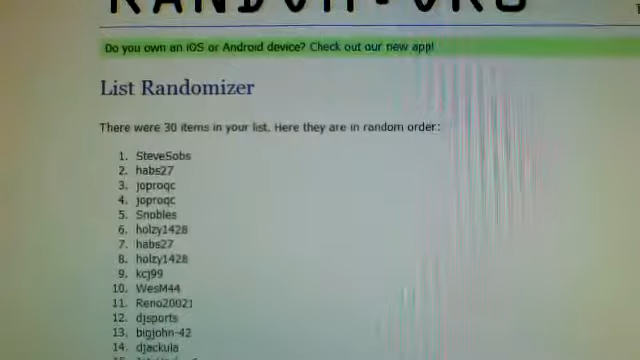 RANDOM.ORG
Do you own an iOS or Android device? Check out our new app!
List Randomizer
There were 30 items in your list. Here they are in random order:
1. SteveSobs
2. habs27
3. joproqc
4. joproqc
5. Snobles
6. holzy1428
7. habs27
8. holzy1428
9. kcj99
10. WesM44
11. Reno20021
12. djsports
13. bigjohn-42
14. djackula
15.